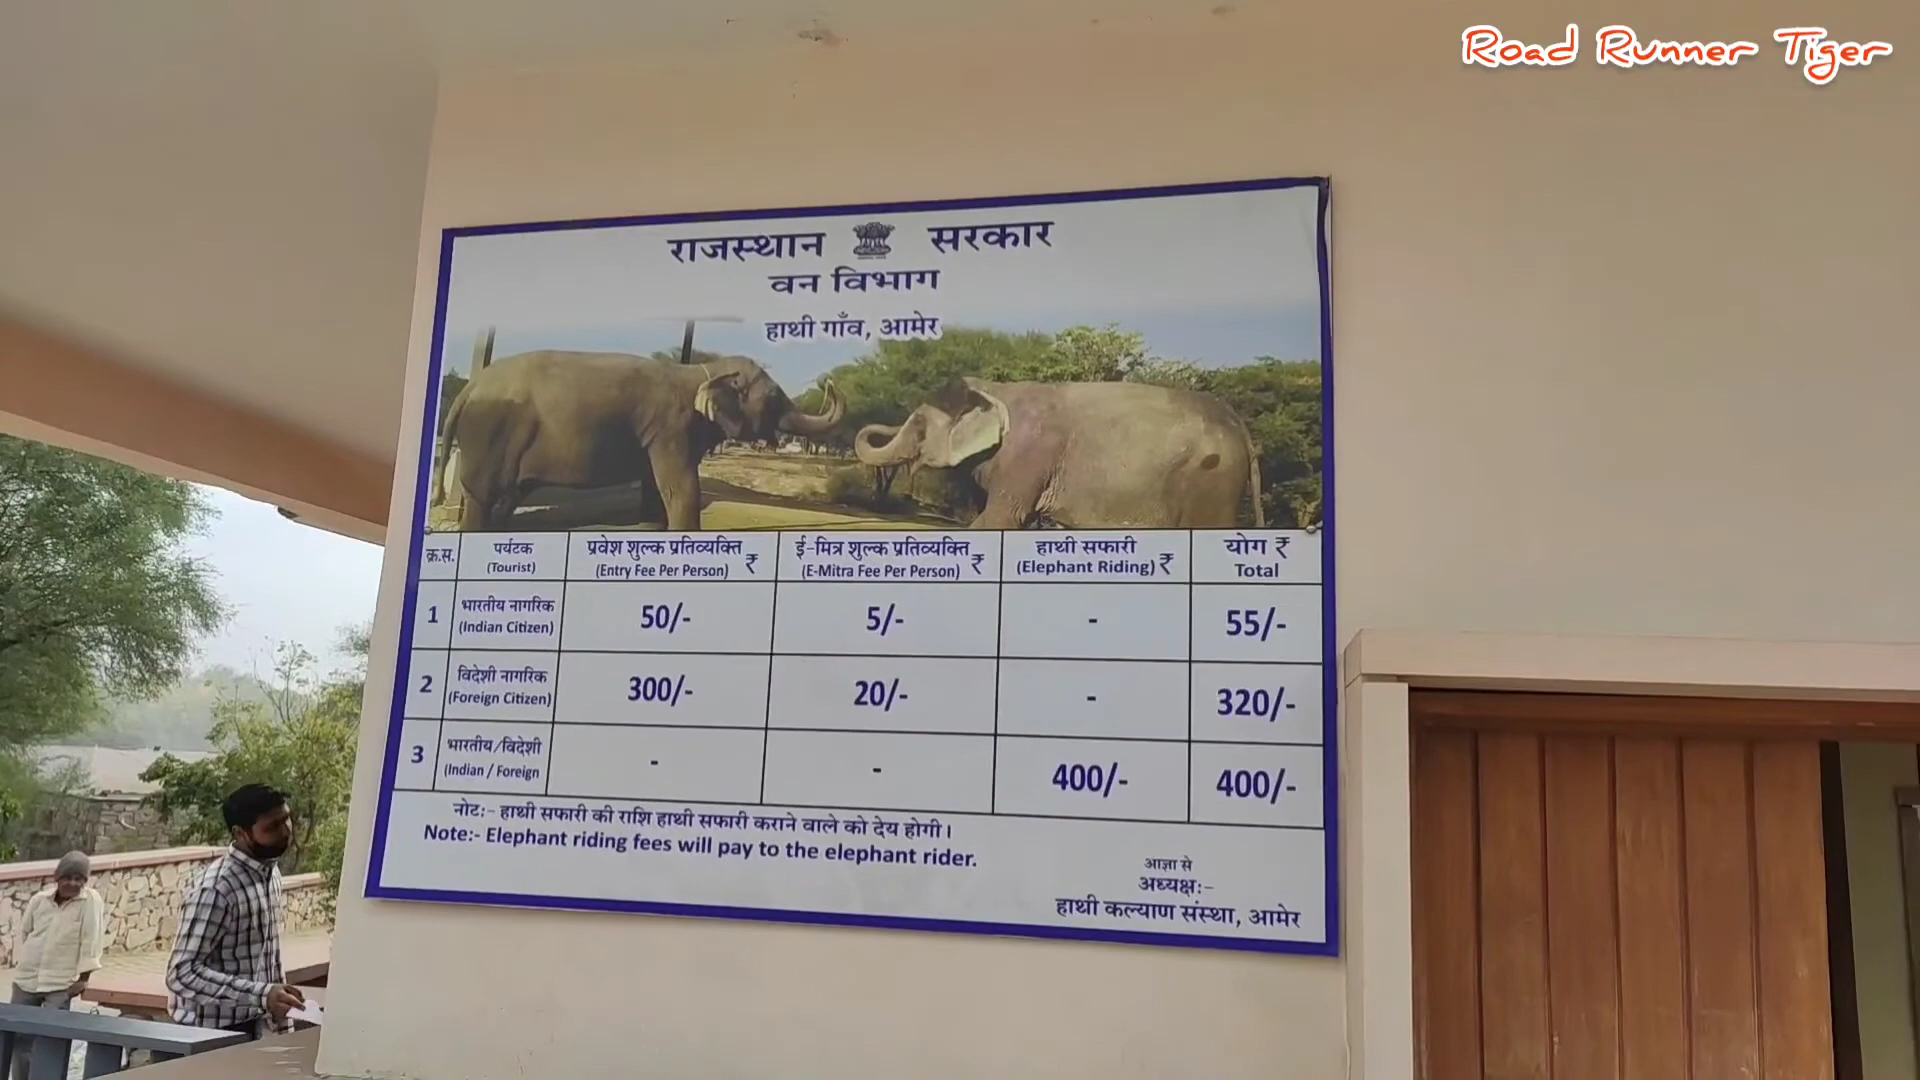 Road Runner Tiger
राजस्थान सरकार
वन विभाग
हाथी गाँव, आमेर
क्र.स. पर्यटक (Tourist) प्रवेश शुल्क प्रतिव्यक्ति (Entry Fee Per Person) ₹ ई-मित्र शुल्क प्रतिव्यक्ति (E-Mitra Fee Per Person) ₹ हाथी सफारी (Elephant Riding) ₹ योग ₹ Total
1 भारतीय नागरिक (Indian Citizen) 50/- 5/- - 55/-
2 विदेशी नागरिक (Foreign Citizen) 300/- 20/- - 320/-
3 भारतीय/विदेशी (Indian / Foreign - - 400/- 400/-
नोटः- हाथी सफारी की राशि हाथी सफारी कराने वाले को देय होगी।
Note:- Elephant riding fees will pay to the elephant rider.
आज्ञा से
अध्यक्षः-
हाथी कल्याण संस्था, आमेर